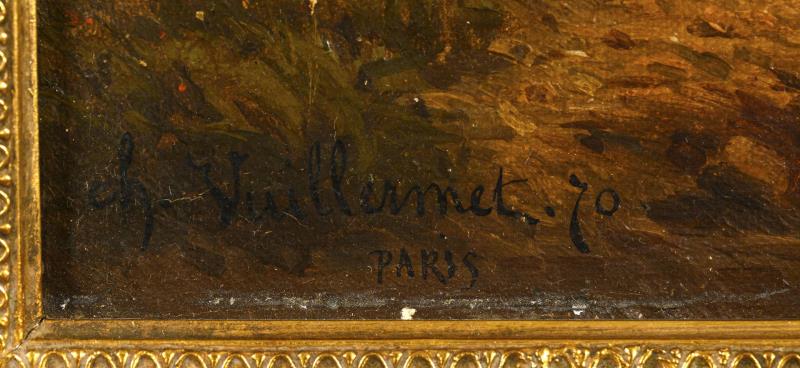 ch. Vuillermet. 70.
PARIS